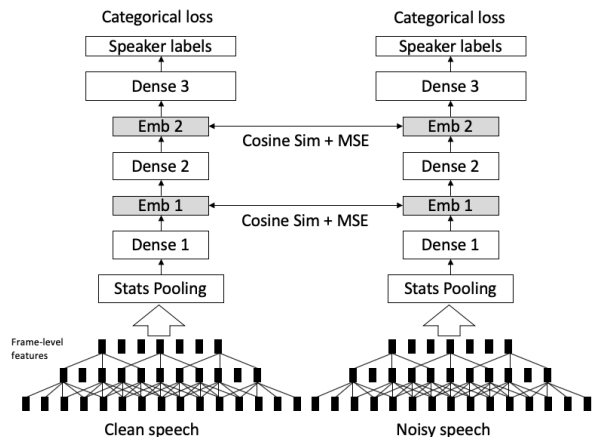 Categorical loss
Categorical loss
Speaker labels
Speaker labels
Dense 3
Dense 3
Emb 2
Emb 2
Cosine Sim + MSE
Dense 2
Dense 2
Emb 1
Emb 1
Cosine Sim + MSE
Dense 1
Dense 1
Stats Pooling
Stats Pooling
Frame-level
features
Clean speech
Noisy speech